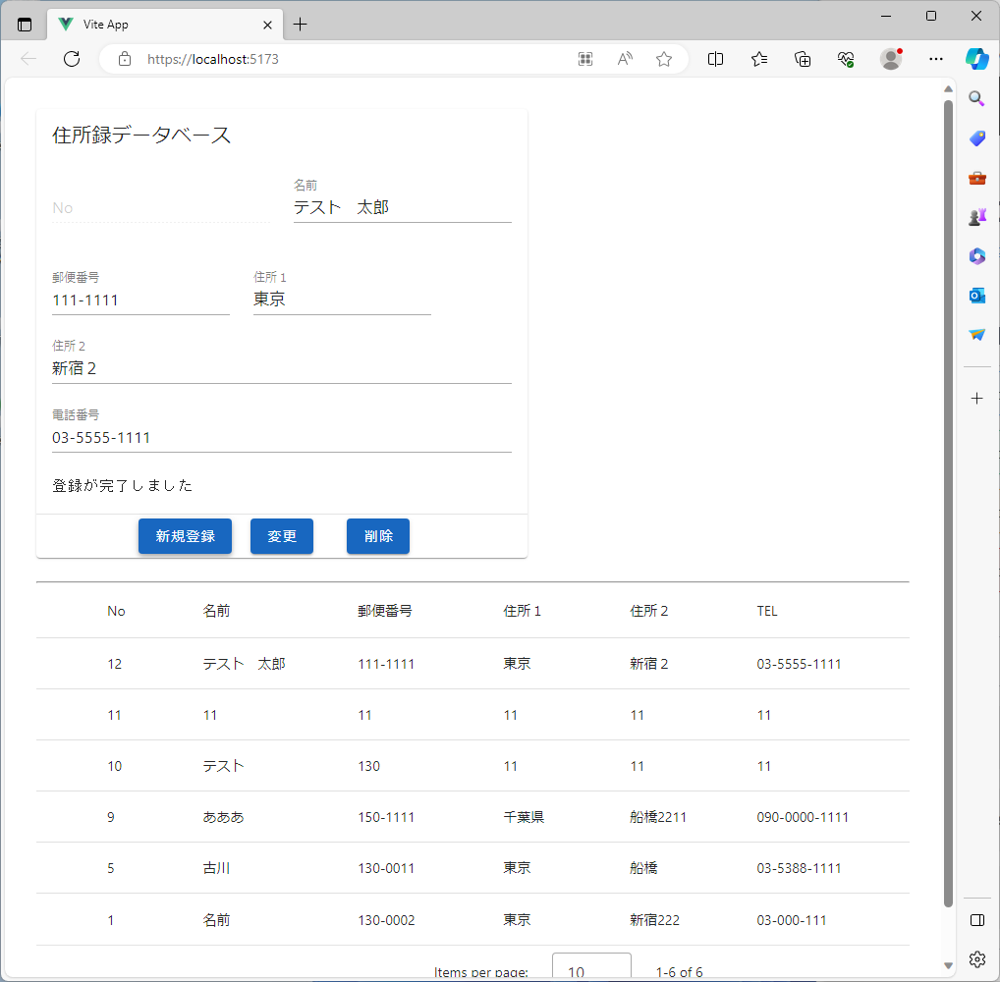 Vite App
https://localhost:5173
住所録データベース
No
名前
テスト　太郎
郵便番号
111-1111
住所１
東京
住所２
新宿２
電話番号
03-5555-1111
登録が完了しました
新規登録 変更 削除
No 名前 郵便番号 住所１ 住所２ TEL
12 テスト　太郎 111-1111 東京 新宿２ 03-5555-1111
11 11 11 11 11 11
10 テスト 130 11 11 11
9 あああ 150-1111 千葉県 船橋2211 090-0000-1111
5 古川 130-0011 東京 船橋 03-5388-1111
1 名前 130-0002 東京 新宿222 03-000-111
Items per page: 10 1-6 of 6